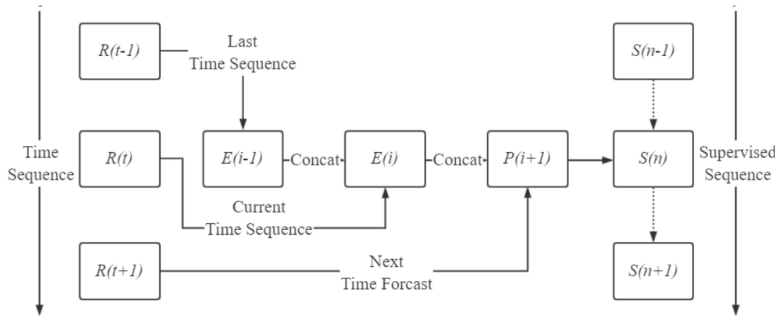 R(t-1)
Last
Time Sequence
S(n-1)
Time
Sequence
R(t)
E(i-1)
Concat
E(i)
Concat
P(i+1)
S(n)
Supervised
Sequence
Current
Time Sequence
R(t+1)
Next
Time Forcast
S(n+1)